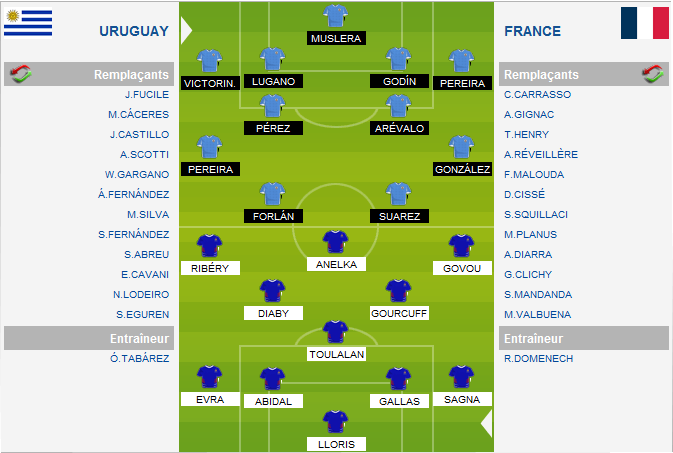 URUGUAY
Remplaçants
J.FUCILE
M.CÁCERES
J.CASTILLO
A.SCOTTI
W.GARGANO
Á.FERNÁNDEZ
M.SILVA
S.FERNÁNDEZ
S.ABREU
E.CAVANI
N.LODEIRO
S.EGUREN
Entraîneur
Ó.TABÁREZ
MUSLERA
VICTORIN.
LUGANO
GODÍN
PEREIRA
PÉREZ
ARÉVALO
PEREIRA
GONZÁLEZ
FORLÁN
SUAREZ
RIBÉRY
ANELKA
GOVOU
DIABY
GOURCUFF
TOULALAN
EVRA
ABIDAL
GALLAS
SAGNA
LLORIS
FRANCE
Remplaçants
C.CARRASSO
A.GIGNAC
T.HENRY
A.RÉVEILLÈRE
F.MALOUDA
D.CISSÉ
S.SQUILLACI
M.PLANUS
A.DIARRA
G.CLICHY
S.MANDANDA
M.VALBUENA
Entraîneur
R.DOMENECH